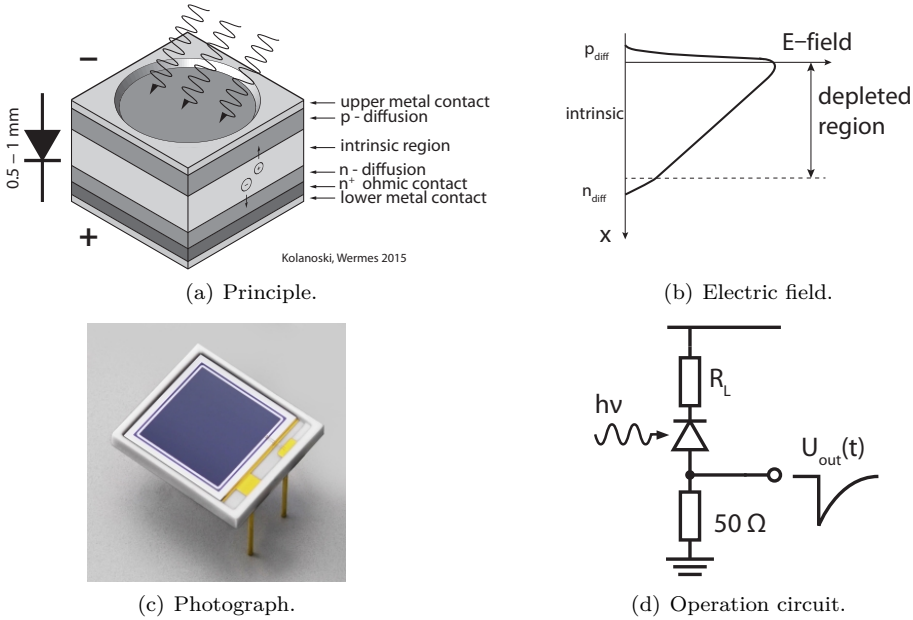 −
+
0.5 – 1 mm
upper metal contact
p - diffusion
intrinsic region
n - diffusion
n⁺ ohmic contact
lower metal contact
− +
Kolanoski, Wermes 2015
(a) Principle.
p_diff
E–field
intrinsic
depleted
region
n_diff
x
(b) Electric field.
(c) Photograph.
R_L
hν
U_out(t)
50 Ω
(d) Operation circuit.